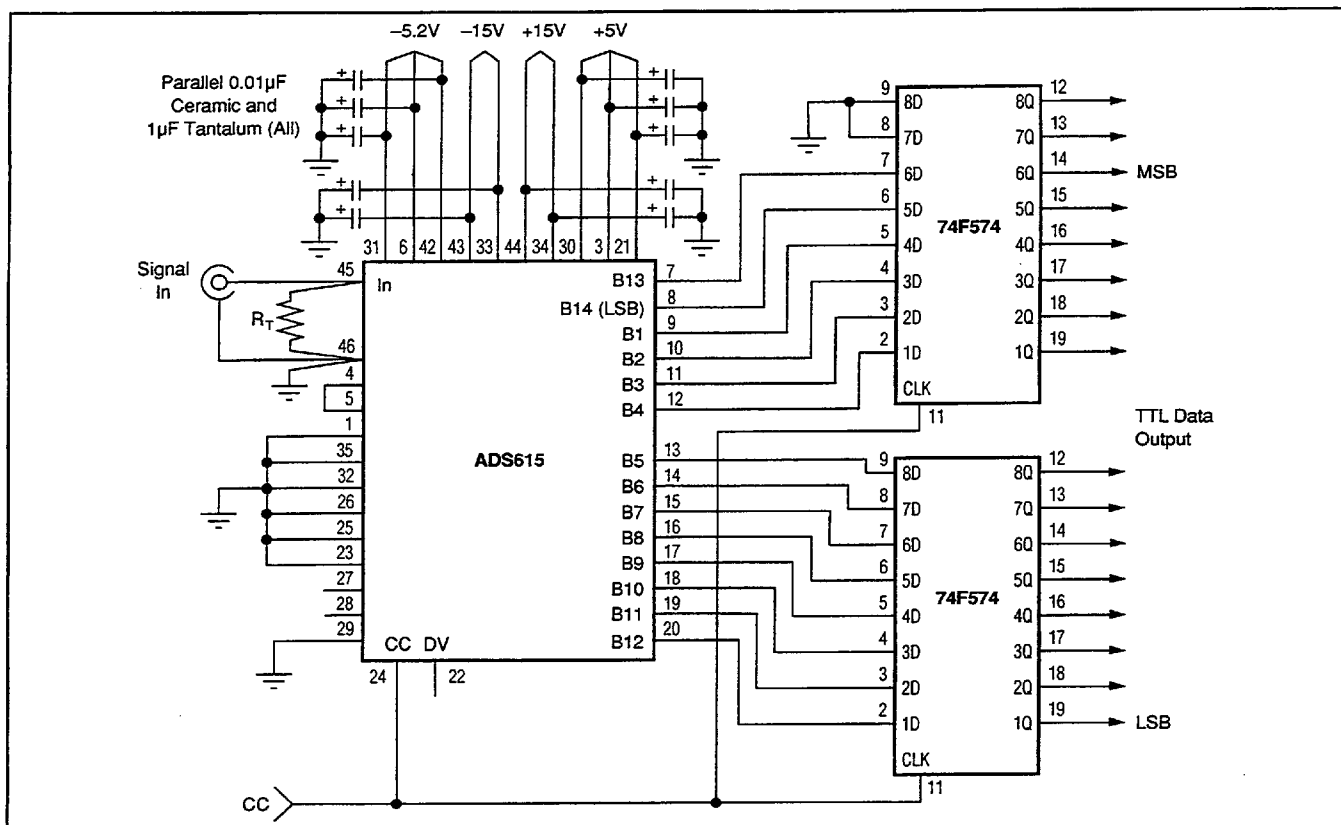 –5.2V –15V +15V +5V
Parallel 0.01µF
Ceramic and
1µF Tantalum (All)
+ + + + + + + + + +
31 6 42 43 33 44 34 30 3 21
Signal
In
R_T
45 In
46
4
5
1
35
32
26
25
23
27
28
29
24 CC DV 22
ADS615
B13 7
B14 (LSB) 8
B1 9
B2 10
B3 11
B4 12
B5 13
B6 14
B7 15
B8 16
B9 17
B10 18
B11 19
B12 20
9 8D 8Q 12
8 7D 7Q 13
7 6D 6Q 14 MSB
6 5D 5Q 15
74F574
5 4D 4Q 16
4 3D 3Q 17
3 2D 2Q 18
2 1D 1Q 19
CLK
11
TTL Data
Output
9 8D 8Q 12
8 7D 7Q 13
7 6D 6Q 14
6 5D 5Q 15
74F574
5 4D 4Q 16
4 3D 3Q 17
3 2D 2Q 18
2 1D 1Q 19 LSB
CLK
11
CC